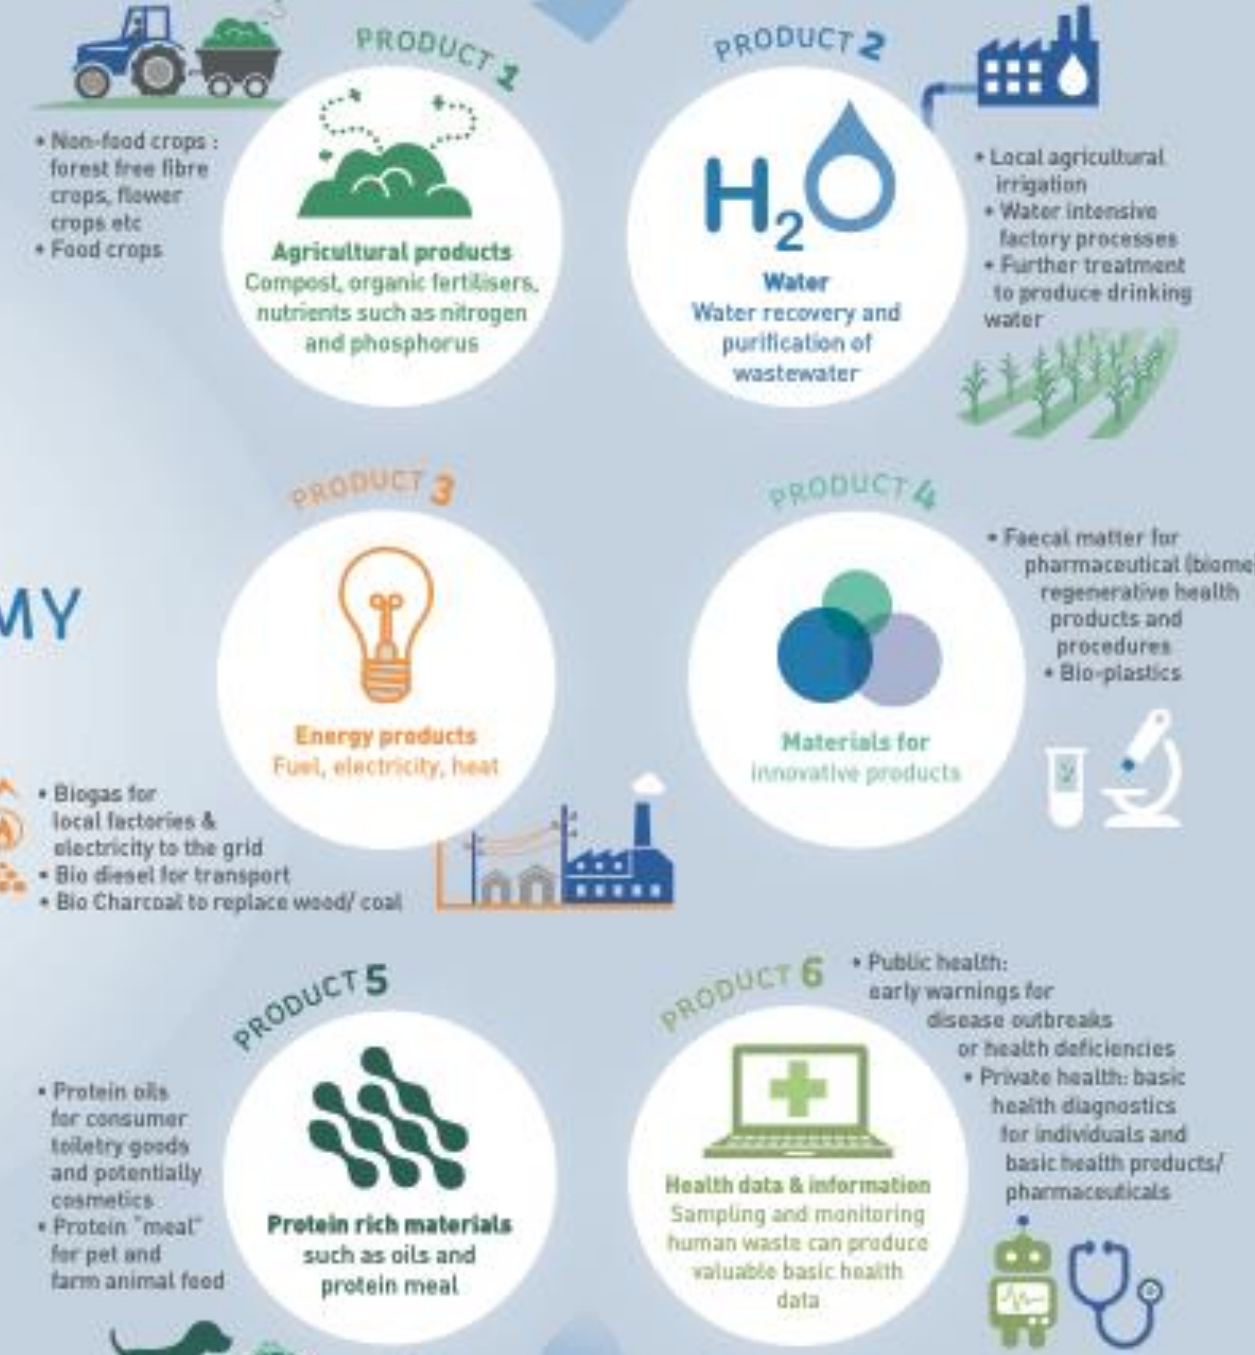 PRODUCT 1
• Non-food crops :
forest free fibre
crops, flower
crops etc
• Food crops
Agricultural products
Compost, organic fertilisers,
nutrients such as nitrogen
and phosphorus
PRODUCT 2
H2O
Water
Water recovery and
purification of
wastewater
• Local agricultural
irrigation
• Water intensive
factory processes
• Further treatment
to produce drinking
water
MY
PRODUCT 3
Energy products
Fuel, electricity, heat
• Biogas for
local factories &
electricity to the grid
• Bio diesel for transport
• Bio Charcoal to replace wood/ coal
PRODUCT 4
Materials for
innovative products
• Faecal matter for
pharmaceutical (biome
regenerative health
products and
procedures
• Bio-plastics
PRODUCT 5
• Protein oils
for consumer
toiletry goods
and potentially
cosmetics
• Protein "meal"
for pet and
farm animal feed
Protein rich materials
such as oils and
protein meal
PRODUCT 6
Health data & information
Sampling and monitoring
human waste can produce
valuable basic health
data
• Public health:
early warnings for
disease outbreaks
or health deficiencies
• Private health: basic
health diagnostics
for individuals and
basic health products/
pharmaceuticals